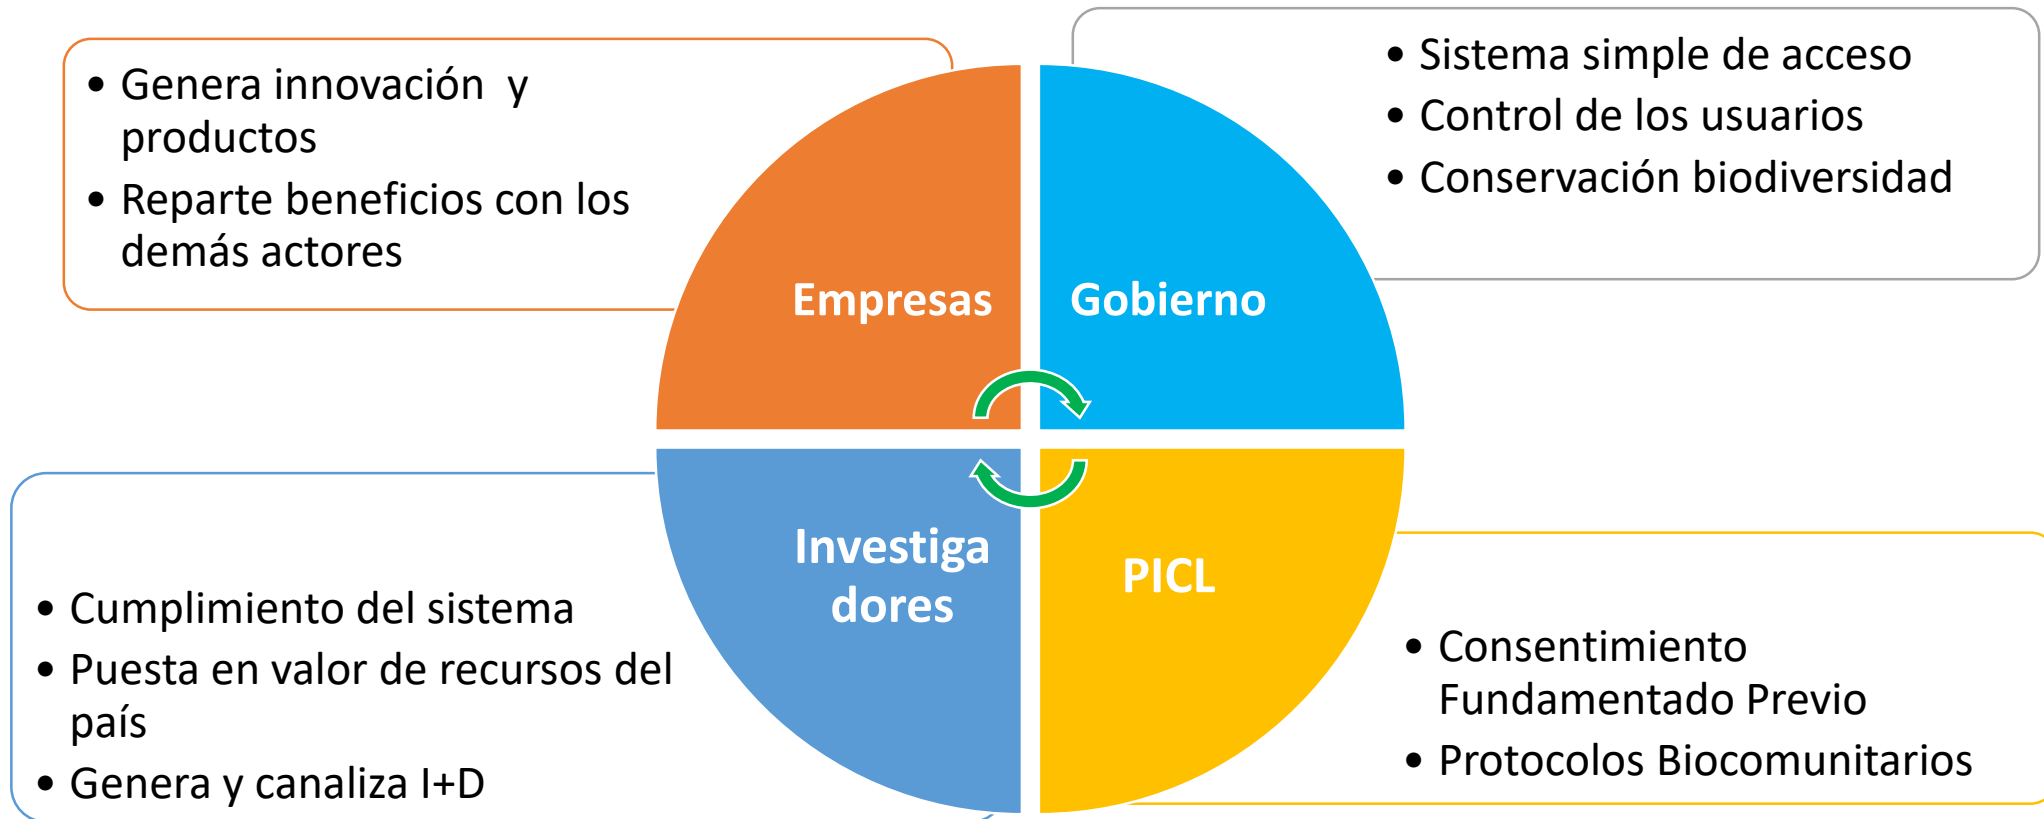 • Genera innovación y
productos
• Reparte beneficios con los
demás actores
• Sistema simple de acceso
• Control de los usuarios
• Conservación biodiversidad
Empresas
Gobierno
Investiga
dores
PICL
• Cumplimiento del sistema
• Puesta en valor de recursos del
país
• Genera y canaliza I+D
• Consentimiento
Fundamentado Previo
• Protocolos Biocomunitarios